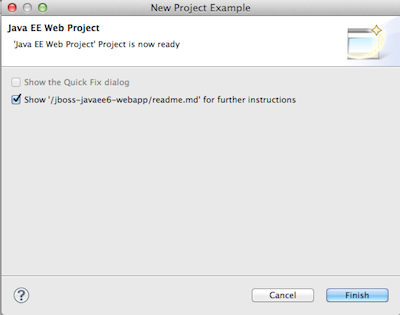 New Project Example
Java EE Web Project
'Java EE Web Project' Project is now ready
Show the Quick Fix dialog
Show '/jboss-javaee6-webapp/readme.md' for further instructions
?
Cancel
Finish